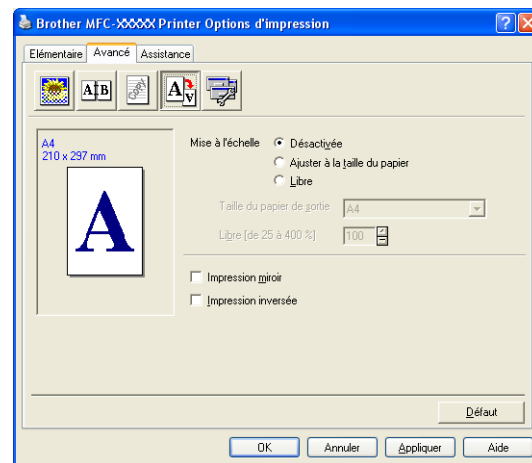 Brother MFC-XXXXX Printer Options d'impression
Elémentaire Avancé Assistance
A B A V
A4
210 x 297 mm
A
Mise à l'échelle Désactivée
Ajuster à la taille du papier
Libre
Taille du papier de sortie A4
Libre [de 25 à 400 %] 100
Impression miroir
Impression inversée
Défaut
OK Annuler Appliquer Aide